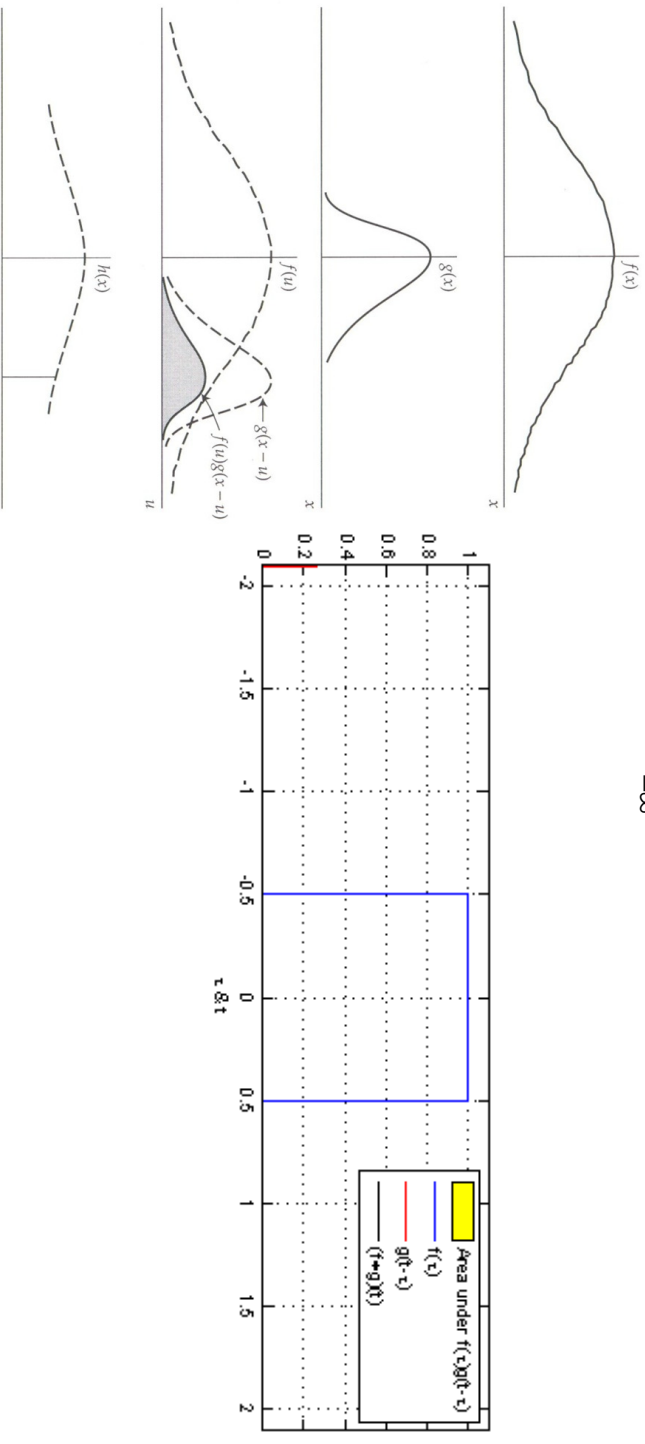 −∞
f(x)
x
g(x)
x
f(u)
g(x − u)
f(u)g(x − u)
u
h(x)
Area under f(τ)g(t-τ)
f(τ)
g(t-τ)
(f*g)(t)
1
0.8
0.6
0.4
0.2
0
-2
-1.5
-1
-0.5
0
0.5
1
1.5
2
τ & t